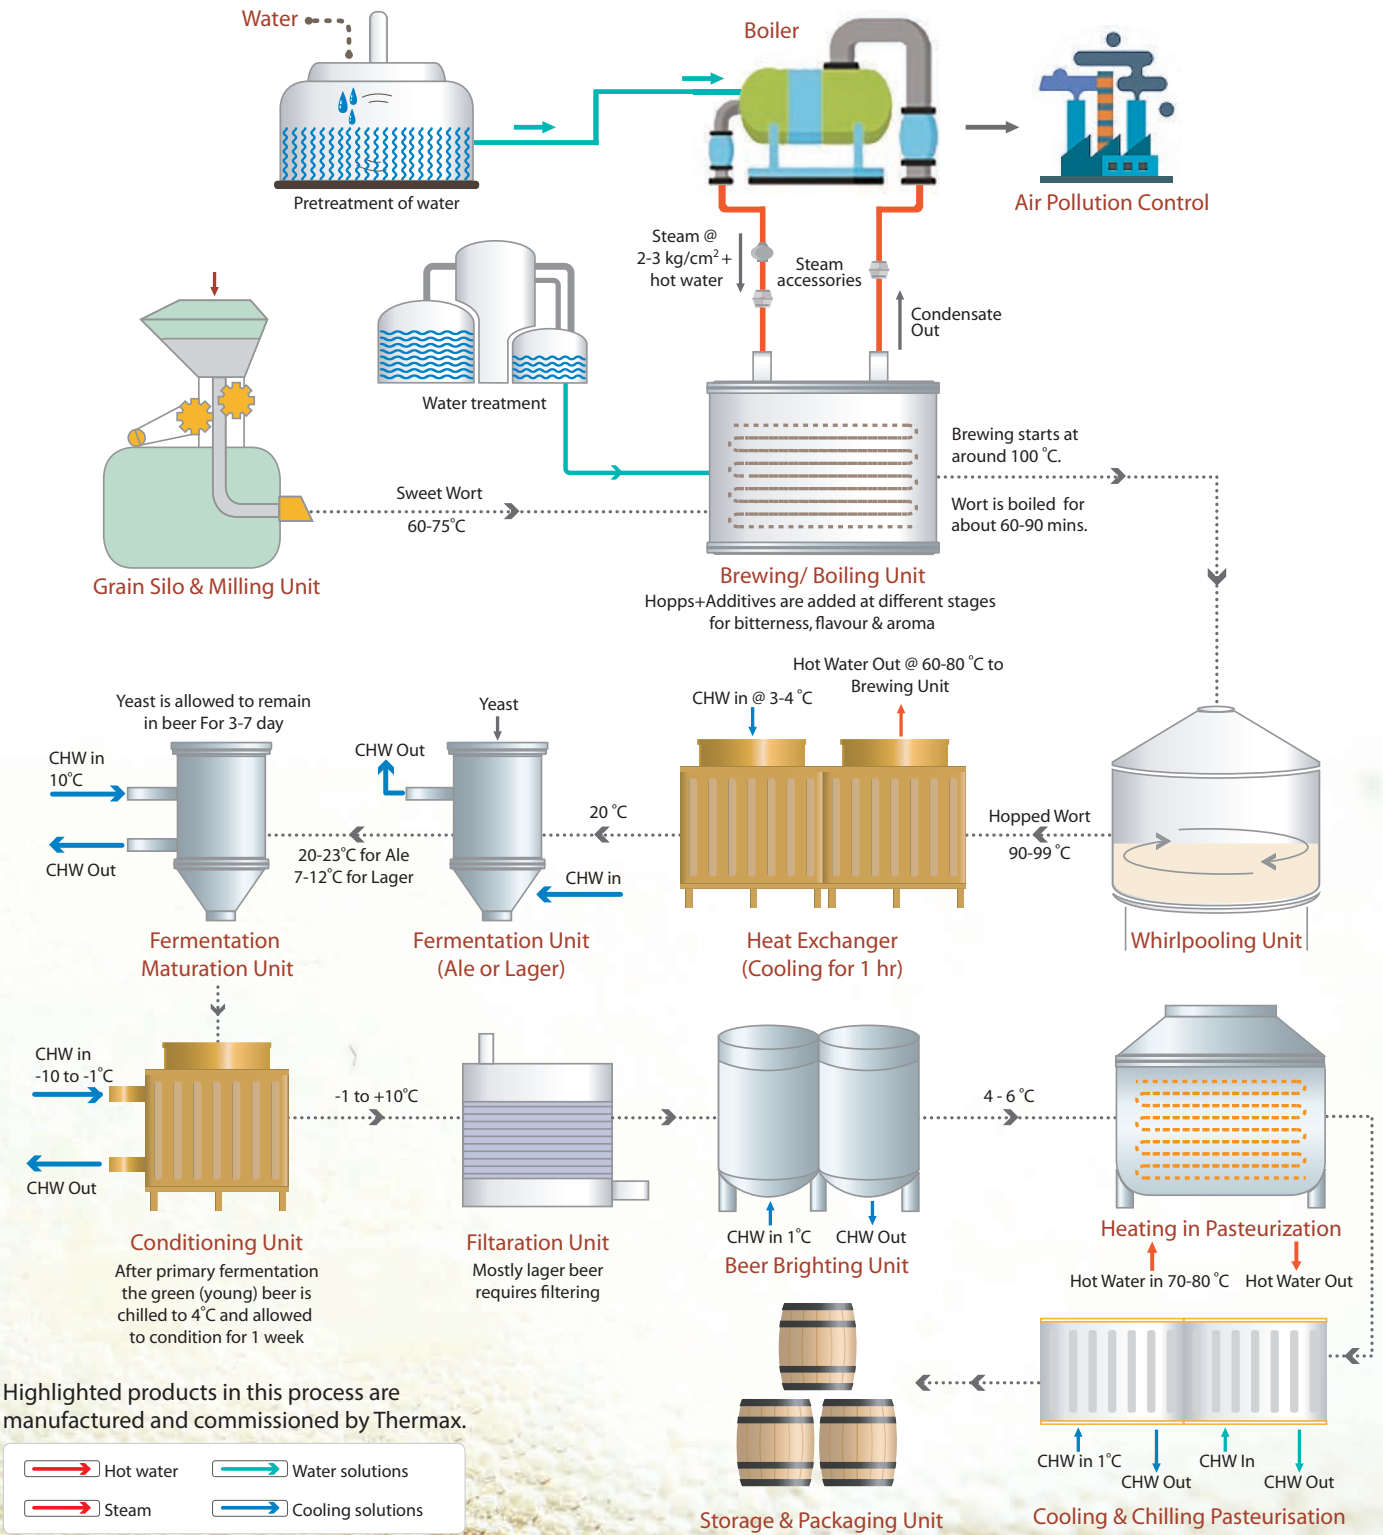 Water
Boiler
Pretreatment of water
Air Pollution Control
Steam @
2-3 kg/cm² +
hot water
Steam
accessories
Condensate
Out
Water treatment
Brewing starts at
around 100 °C.
Sweet Wort
60-75°C
Wort is boiled for
about 60-90 mins.
Grain Silo & Milling Unit
Brewing/ Boiling Unit
Hopps+Additives are added at different stages
for bitterness, flavour & aroma
Hot Water Out @ 60-80 °C to
Brewing Unit
CHW in @ 3-4 °C
Yeast is allowed to remain
in beer For 3-7 day
Yeast
CHW in
10°C
CHW Out
CHW Out
20 °C
20-23°C for Ale
7-12°C for Lager
CHW in
Hopped Wort
90-99 °C
Fermentation
Maturation Unit
Fermentation Unit
(Ale or Lager)
Heat Exchanger
(Cooling for 1 hr)
Whirlpooling Unit
CHW in
-10 to -1°C
CHW Out
-1 to +10°C
4 - 6 °C
Conditioning Unit
After primary fermentation
the green (young) beer is
chilled to 4°C and allowed
to condition for 1 week
Filtaration Unit
Mostly lager beer
requires filtering
CHW in 1°C
CHW Out
Beer Brighting Unit
Heating in Pasteurization
Hot Water in 70-80 °C
Hot Water Out
CHW in 1°C
CHW Out
CHW In
CHW Out
Cooling & Chilling Pasteurisation
Storage & Packaging Unit
Highlighted products in this process are
manufactured and commissioned by Thermax.
Hot water
Water solutions
Steam
Cooling solutions